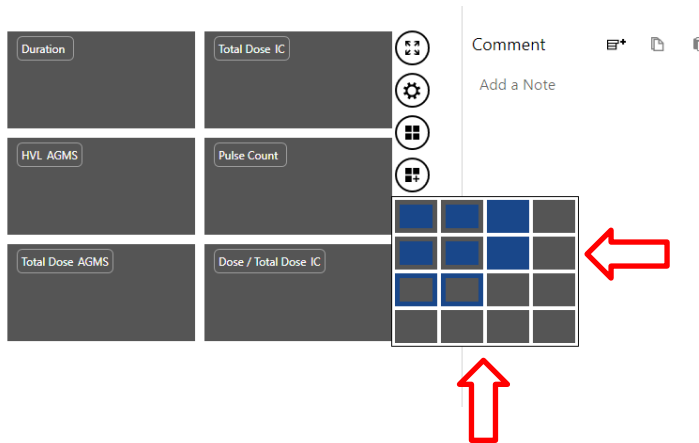 Duration
Total Dose IC
Comment
Add a Note
HVL AGMS
Pulse Count
Total Dose AGMS
Dose / Total Dose IC